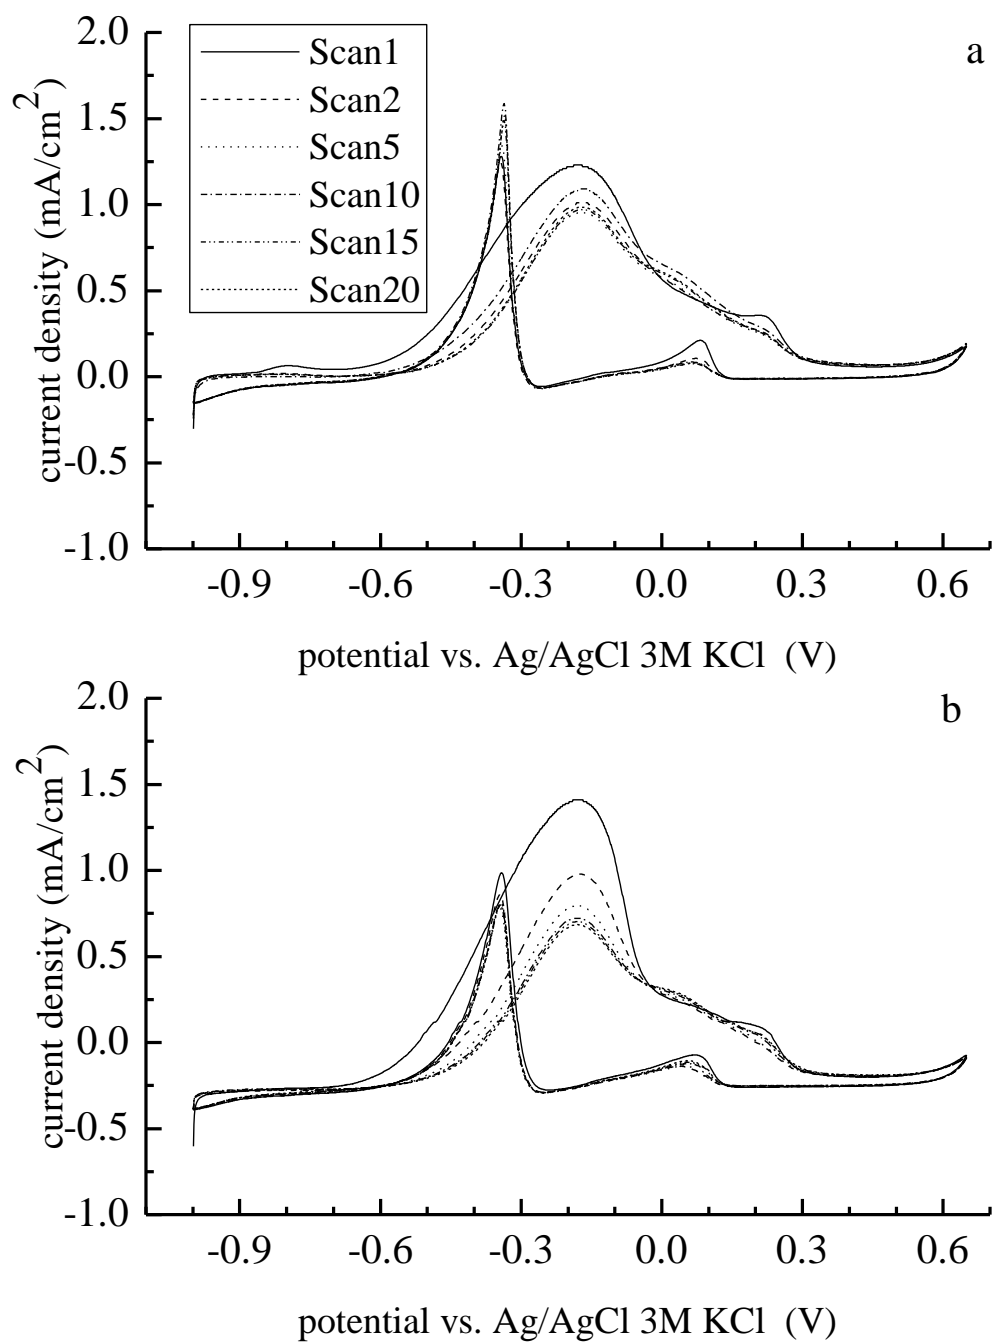 a
Scan1
Scan2
Scan5
Scan10
Scan15
Scan20
2.0
1.5
1.0
0.5
0.0
-0.5
-1.0
current density (mA/cm²)
-0.9 -0.6 -0.3 0.0 0.3 0.6
potential vs. Ag/AgCl 3M KCl (V)
b
2.0
1.5
1.0
0.5
0.0
-0.5
-1.0
current density (mA/cm²)
-0.9 -0.6 -0.3 0.0 0.3 0.6
potential vs. Ag/AgCl 3M KCl (V)